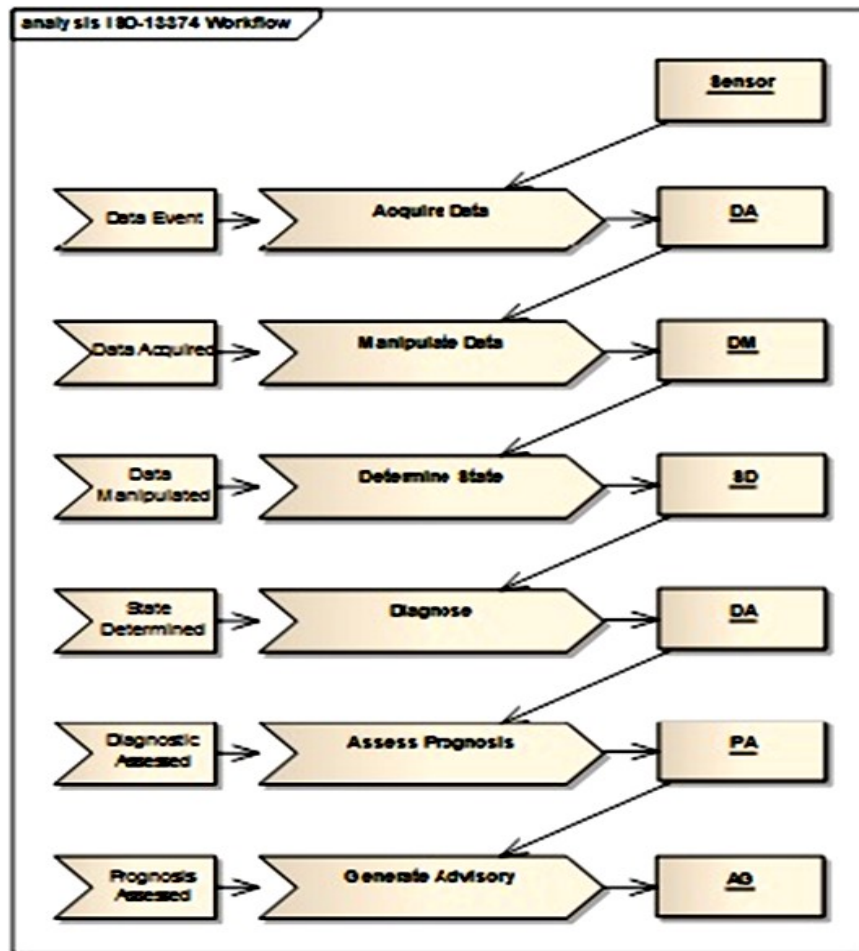 analysis ISO-13374 Workflow
Sensor
Data Event
Acquire Data
DA
Data Acquired
Manipulate Data
DM
Data
Manipulated
Determine State
SD
State
Determined
Diagnose
DA
Diagnostic
Assessed
Assess Prognosis
PA
Prognosis
Assessed
Generate Advisory
AG